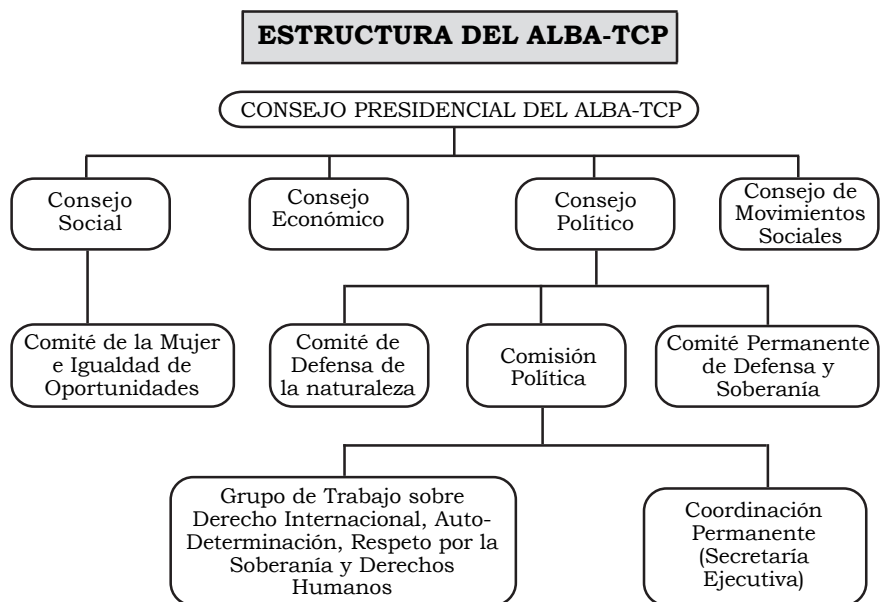 ESTRUCTURA DEL ALBA-TCP
CONSEJO PRESIDENCIAL DEL ALBA-TCP
Consejo
Social
Consejo
Económico
Consejo
Político
Consejo de
Movimientos
Sociales
Comité de la Mujer
e Igualdad de
Oportunidades
Comité de
Defensa de
la naturaleza
Comisión
Política
Comité Permanente
de Defensa y
Soberanía
Grupo de Trabajo sobre
Derecho Internacional, Auto-
Determinación, Respeto por la
Soberanía y Derechos
Humanos
Coordinación
Permanente
(Secretaría
Ejecutiva)